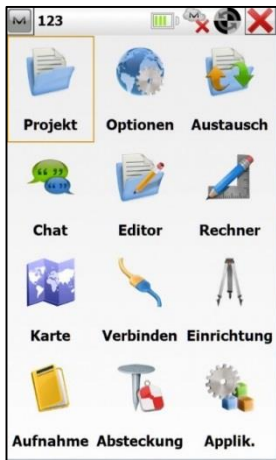 123
Projekt Optionen Austausch
Chat Editor Rechner
Karte Verbinden Einrichtung
Aufnahme Absteckung Applik.